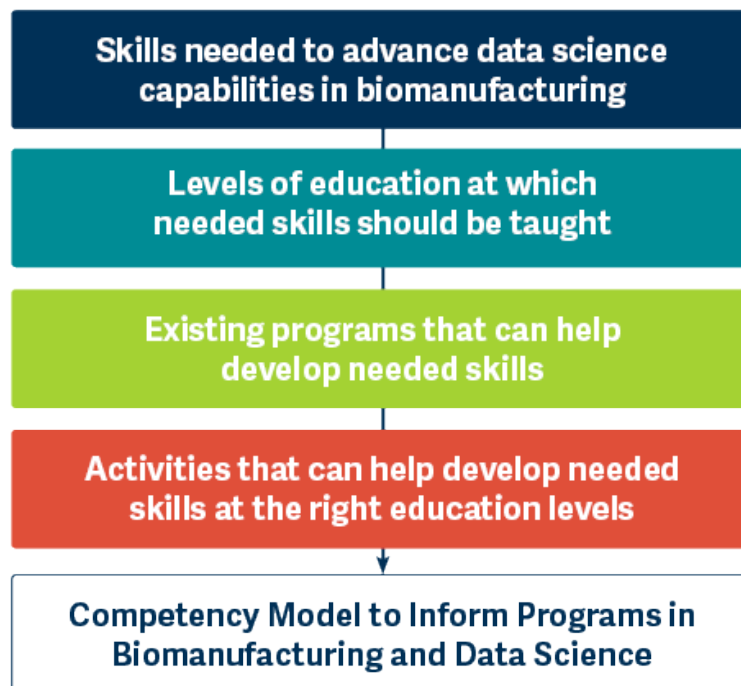 Skills needed to advance data science
capabilities in biomanufacturing
Levels of education at which
needed skills should be taught
Existing programs that can help
develop needed skills
Activities that can help develop needed
skills at the right education levels
Competency Model to Inform Programs in
Biomanufacturing and Data Science